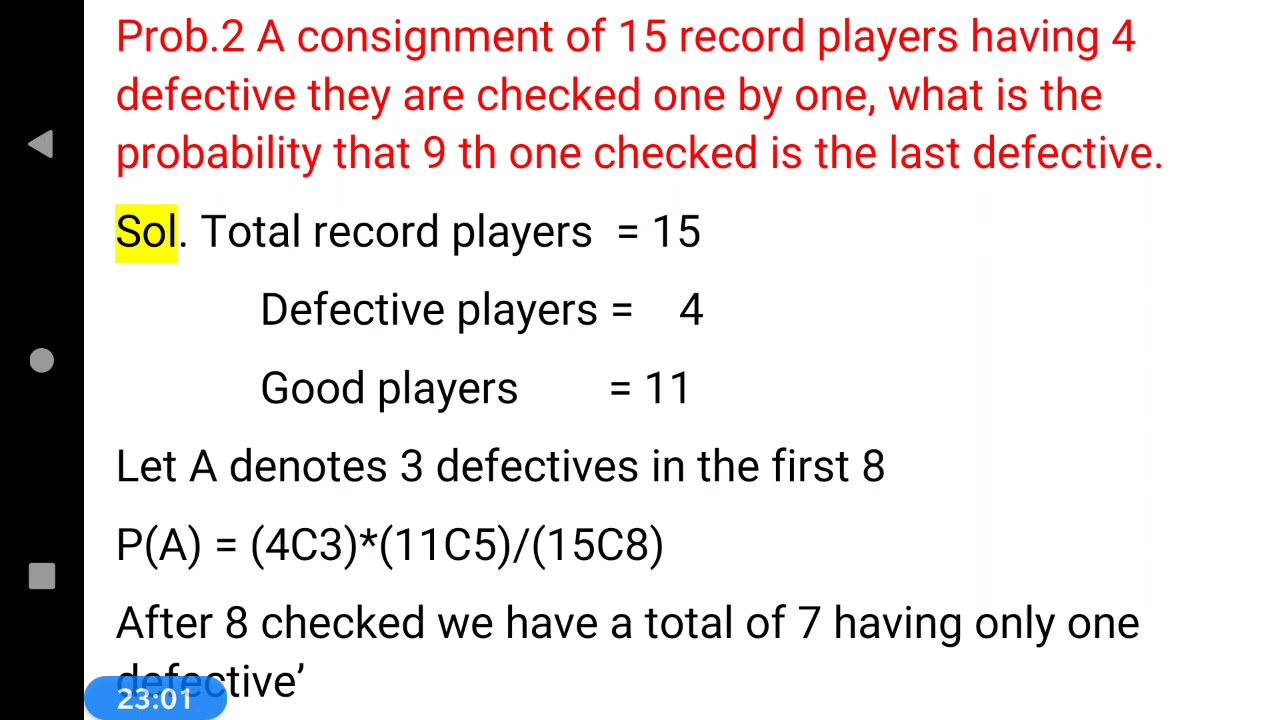 Prob.2 A consignment of 15 record players having 4
defective they are checked one by one, what is the
probability that 9 th one checked is the last defective.
Sol. Total record players = 15
Defective players = 4
Good players = 11
Let A denotes 3 defectives in the first 8
P(A) = (4C3)*(11C5)/(15C8)
After 8 checked we have a total of 7 having only one
defective’
23:01